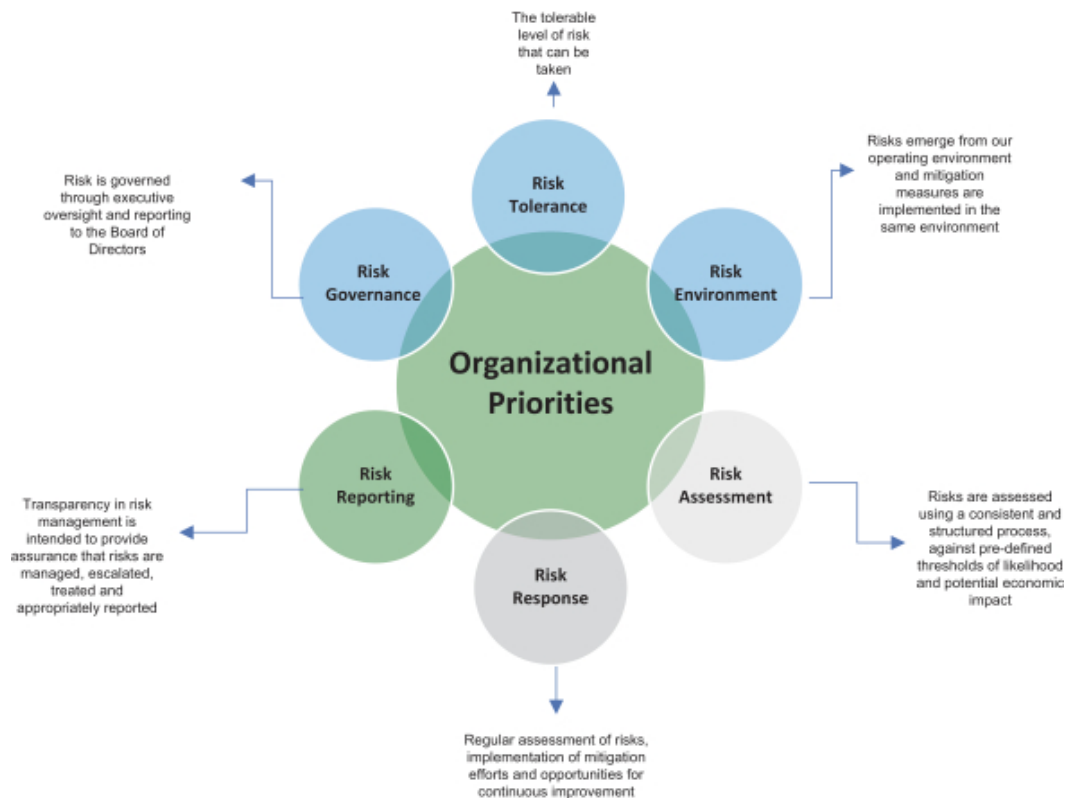 The tolerable
level of risk
that can be
taken
Risk
Tolerance
Risks emerge from our
operating environment
and mitigation
measures are
implemented in the
same environment
Risk is governed
through executive
oversight and reporting
to the Board of
Directors
Risk
Governance
Risk
Environment
Organizational
Priorities
Risk
Reporting
Risk
Assessment
Transparency in risk
management is
intended to provide
assurance that risks are
managed, escalated,
treated and
appropriately reported
Risks are assessed
using a consistent and
structured process,
against pre-defined
thresholds of likelihood
and potential economic
impact
Risk
Response
Regular assessment of risks,
implementation of mitigation
efforts and opportunities for
continuous improvement